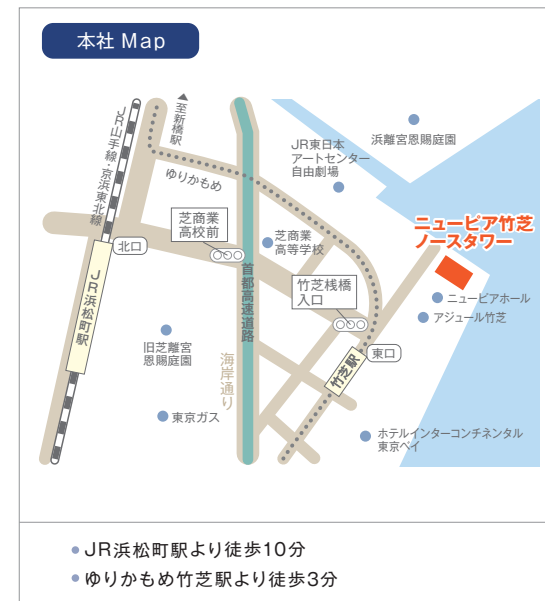 本社 Map
至新橋駅
JR山手線・京浜東北線
ゆりかもめ
JR東日本
アートセンター
自由劇場
浜離宮恩賜庭園
芝商業
高校前
芝商業
高等学校
ニューピア竹芝
ノースタワー
北口
JR浜松町駅
首都高速道路
竹芝桟橋
入口
ニューピアホール
アジュール竹芝
旧芝離宮
恩賜庭園
海岸通り
竹芝駅
東口
東京ガス
ホテルインターコンチネンタル
東京ベイ
JR浜松町駅より徒歩10分
ゆりかもめ竹芝駅より徒歩3分